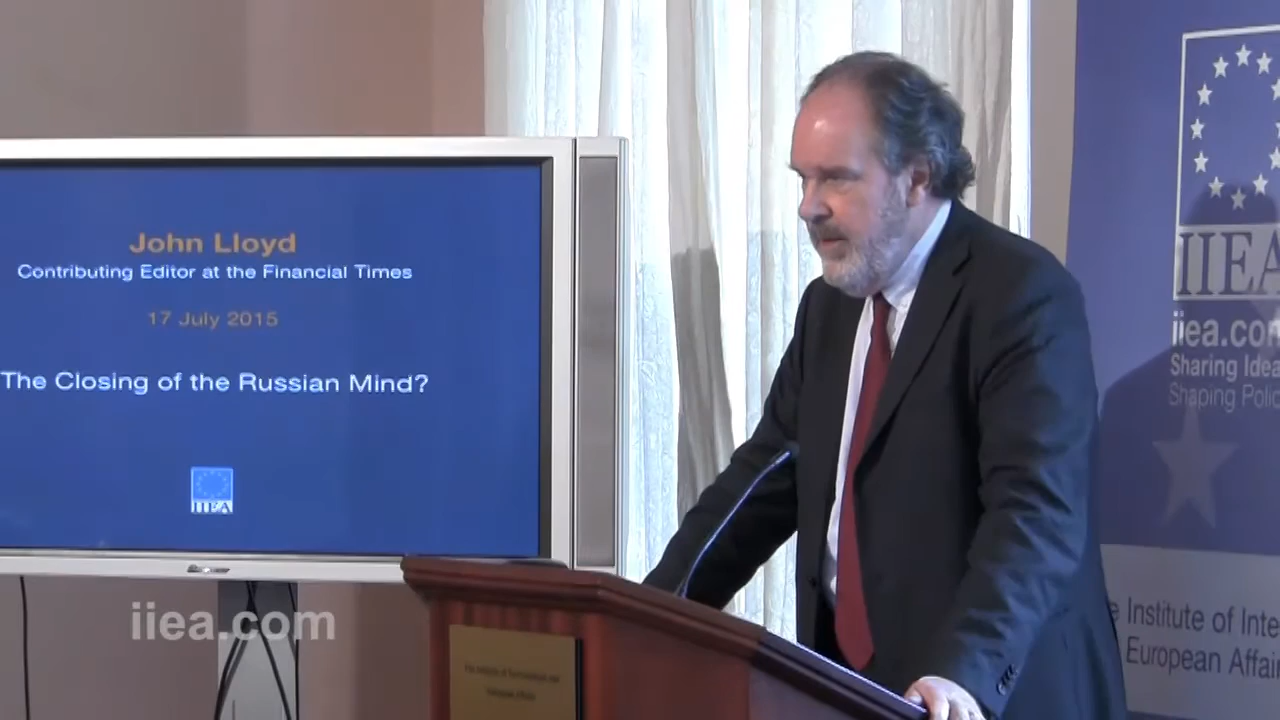 John Lloyd
Contributing Editor at the Financial Times
17 July 2015
The Closing of the Russian Mind?
IIEA
iiea.com
IIEA
iiea.com
Sharing Idea
Shaping Polic
e Institute of Inte
European Affai